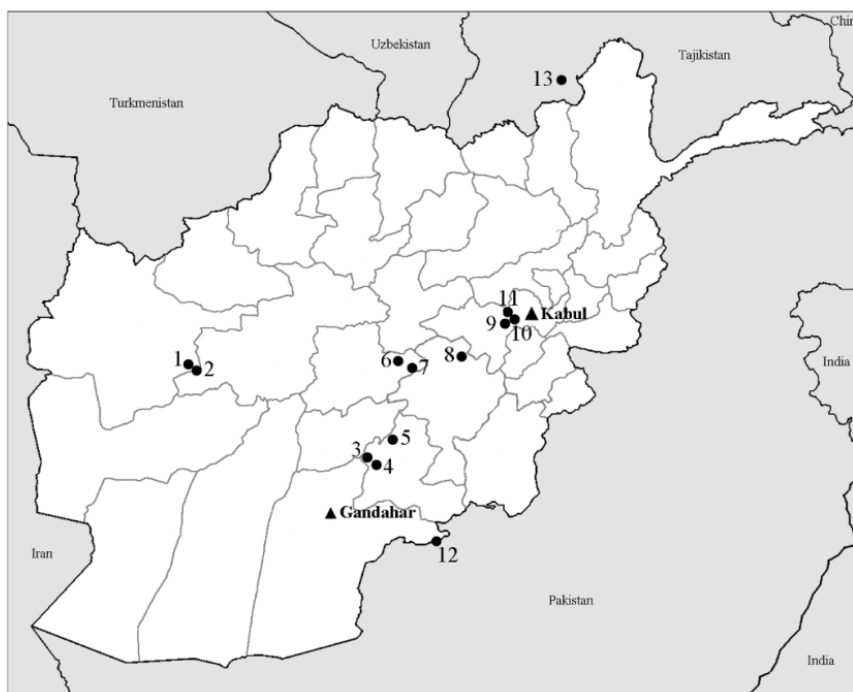 Chin
Uzbekistan
Tajikistan
13
Turkmenistan
11
Kabul
9
10
1
2
6
7
8
India
5
3
4
Gandahar
12
Iran
Pakistan
India